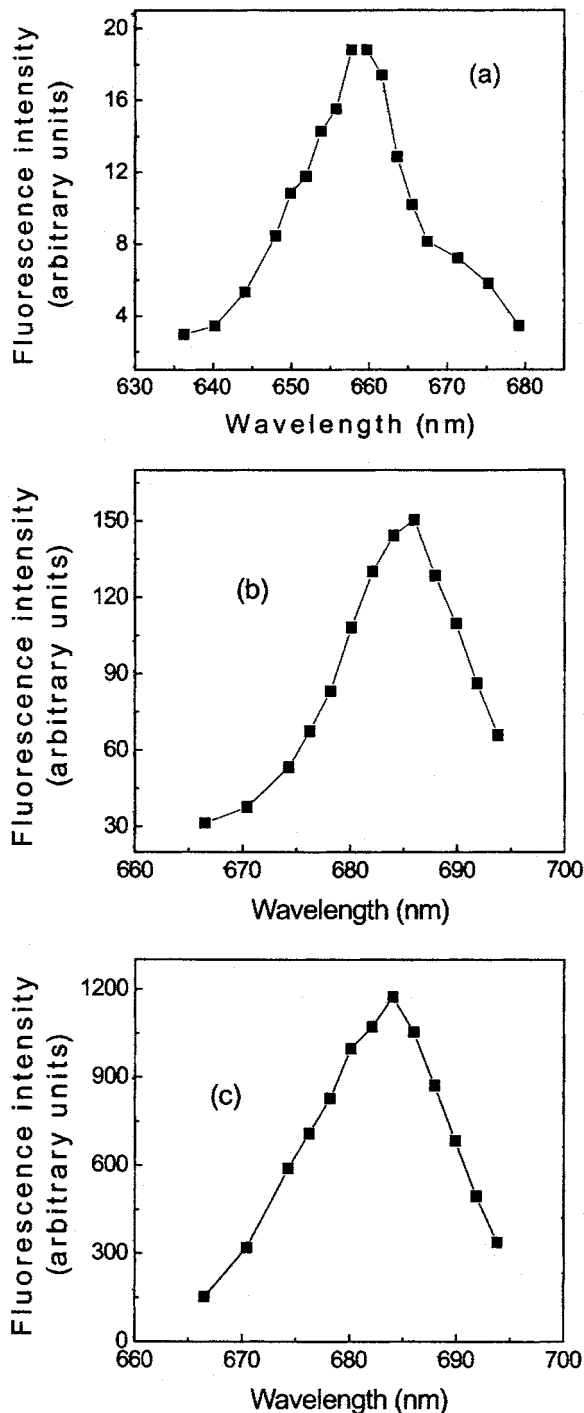 Fluorescence intensity
(arbitrary units)
20
16
12
8
4
(a)
630 640 650 660 670 680
Wavelength (nm)
Fluorescence intensity
(arbitrary units)
150
120
90
60
30
(b)
660 670 680 690 700
Wavelength (nm)
Fluorescence intensity
(arbitrary units)
1200
900
600
300
0
(c)
660 670 680 690 700
Wavelength (nm)